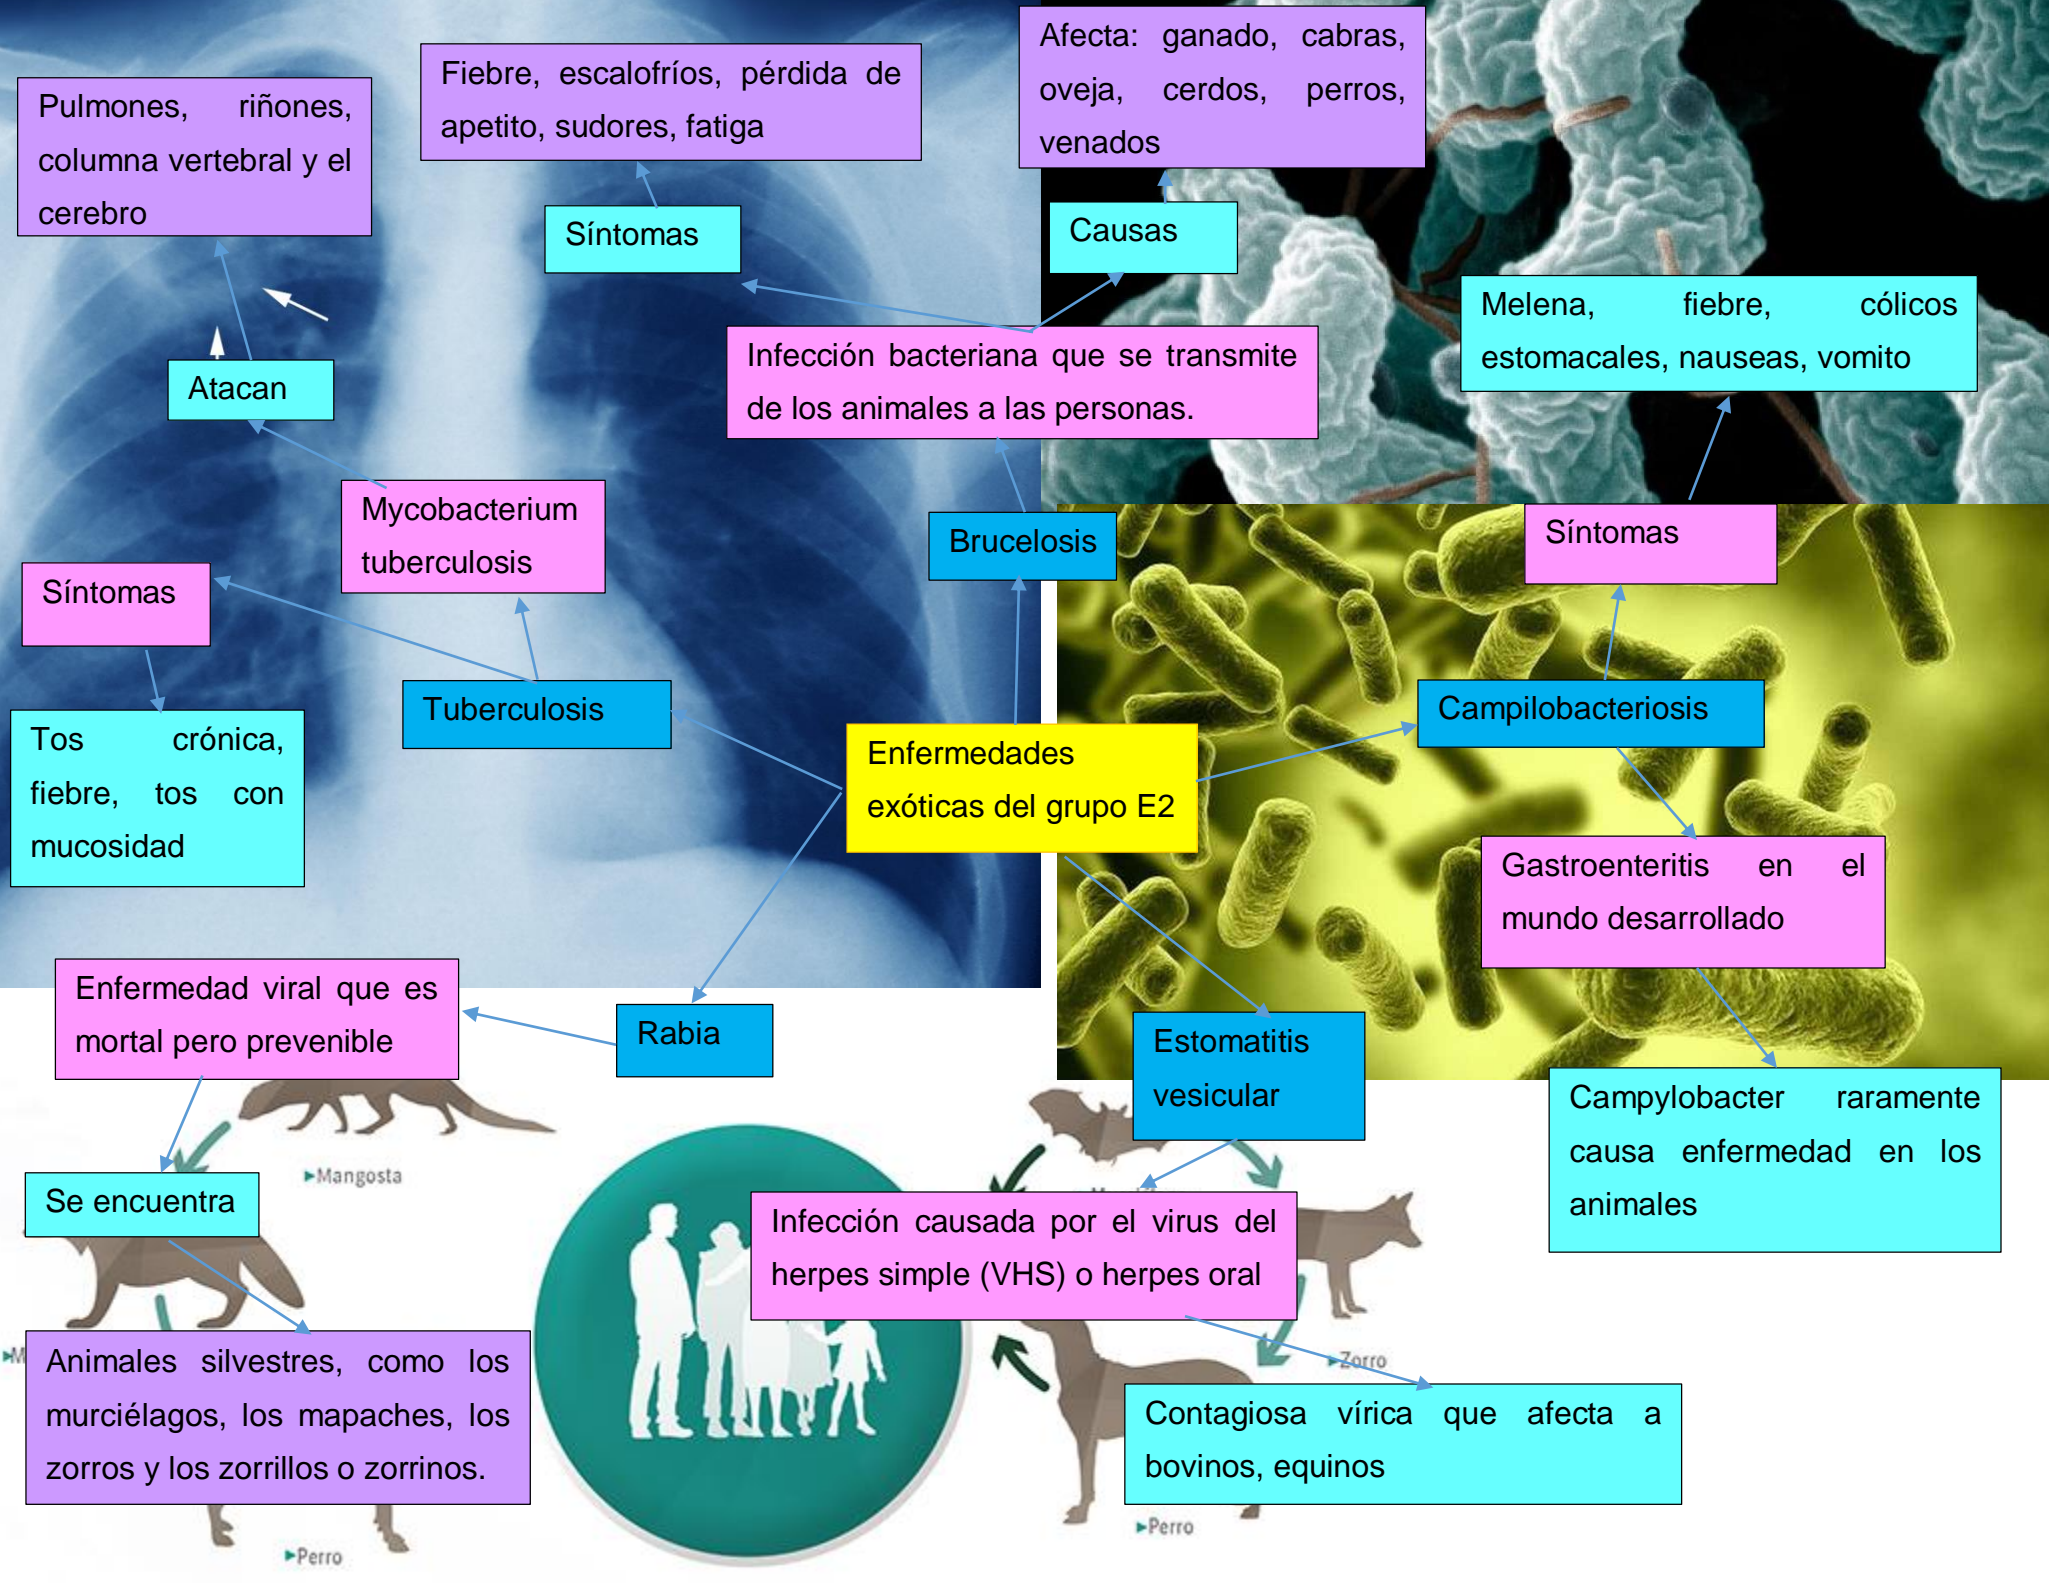 Afecta: ganado, cabras,
oveja, cerdos, perros,
venados
Fiebre, escalofríos, pérdida de
apetito, sudores, fatiga
Pulmones, riñones,
columna vertebral y el
cerebro
Síntomas
Causas
Melena, fiebre, cólicos
estomacales, nauseas, vomito
Infección bacteriana que se transmite
de los animales a las personas.
Atacan
Mycobacterium
tuberculosis
Brucelosis
Síntomas
Síntomas
Tuberculosis
Campilobacteriosis
Tos crónica,
fiebre, tos con
mucosidad
Enfermedades
exóticas del grupo E2
Gastroenteritis en el
mundo desarrollado
Enfermedad viral que es
mortal pero prevenible
Rabia
Estomatitis
vesicular
Campylobacter raramente
causa enfermedad en los
animales
Mangosta
Se encuentra
Infección causada por el virus del
herpes simple (VHS) o herpes oral
Zorro
Animales silvestres, como los
murciélagos, los mapaches, los
zorros y los zorrillos o zorrinos.
Contagiosa vírica que afecta a
bovinos, equinos
Perro
Perro